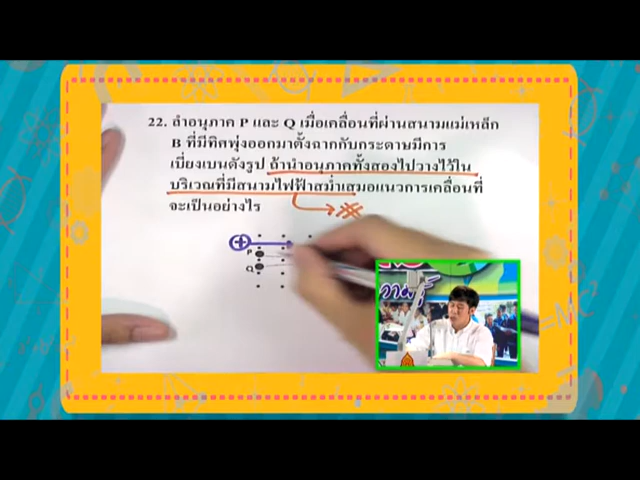 22. ลำอนุภาค P และ Q เมื่อเคลื่อนที่ผ่านสนามแม่เหล็ก
B ที่มีทิศพุ่งออกมาตั้งฉากกับกระดาษมีการ
เบี่ยงเบนดังรูป ถ้านำอนุภาคทั้งสองไปวางไว้ใน
บริเวณที่มีสนามไฟฟ้าสม่ำเสมอแนวการเคลื่อนที่
จะเป็นอย่างไร
+
P
Q